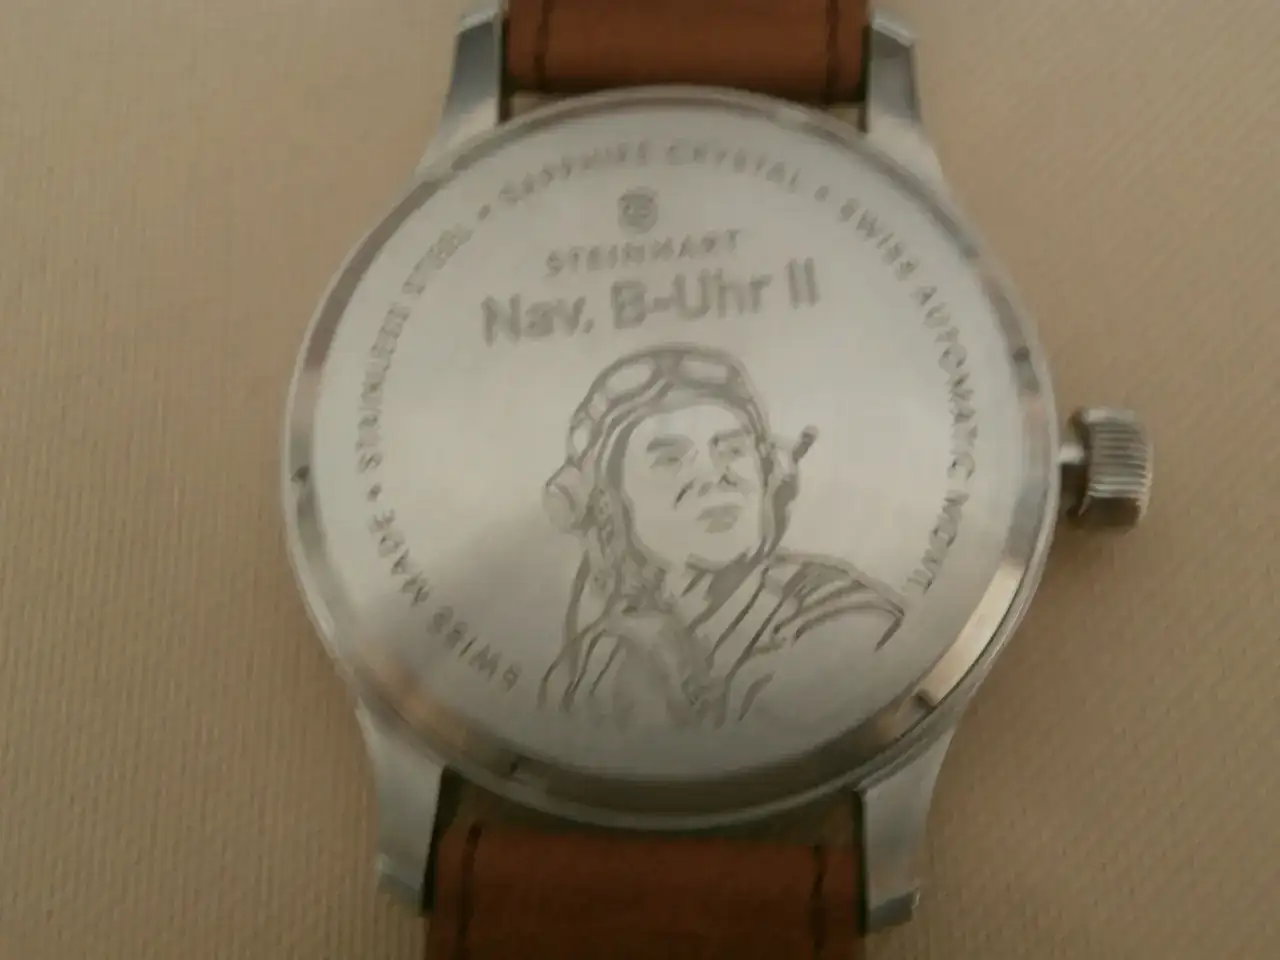 STEINHART
Nav. B-Uhr II
SWISS MADE • STAINLESS STEEL • SAPPHIRE CRYSTAL • SWISS AUTOMATIC MOVT.